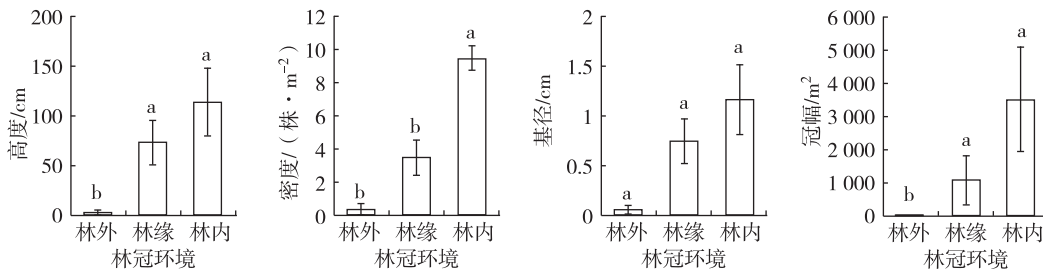 200
150
100
50
0
高度/cm
b
a
a
林外 林缘 林内
林冠环境
12
10
8
6
4
2
0
密度/(株·m⁻²)
b
b
a
林外 林缘 林内
林冠环境
2
1.5
1
0.5
0
基径/cm
a
a
a
林外 林缘 林内
林冠环境
6 000
5 000
4 000
3 000
2 000
1 000
0
冠幅/m²
b
a
a
林外 林缘 林内
林冠环境